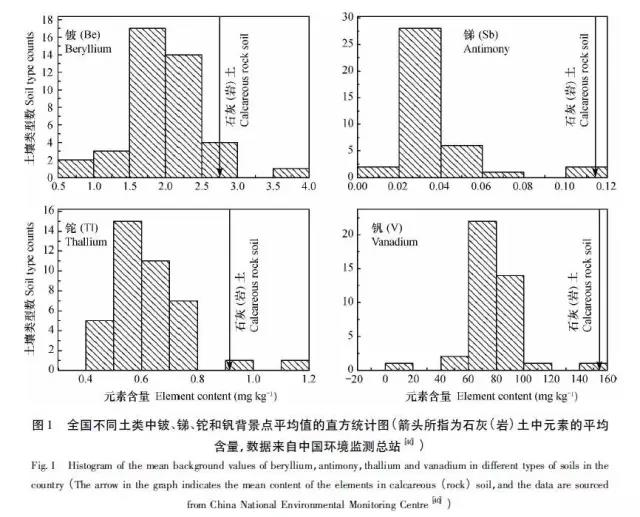 铍 (Be)
Beryllium
石灰 (岩) 土
Calcareous rock soil
土壤类型数 Soil type counts
18
16
14
12
10
8
6
4
2
0
0.5 1.0 1.5 2.0 2.5 3.0 3.5 4.0
锑 (Sb)
Antimony
石灰 (岩) 土
Calcareous rock soil
30
25
20
15
10
5
0
0.00 0.02 0.04 0.06 0.08 0.10 0.12
铊 (Tl)
Thallium
石灰 (岩) 土
Calcareous rock soil
土壤类型数 Soil type counts
16
14
12
10
8
6
4
2
0
0.4 0.6 0.8 1.0 1.2
元素含量 Element content (mg kg⁻¹)
钒 (V)
Vanadium
石灰 (岩) 土
Calcareous rock soil
20
15
10
5
0
-20 0 20 40 60 80 100 120 140 160
元素含量 Element content (mg kg⁻¹)
图1 全国不同土类中铍、锑、铊和钒背景点平均值的直方统计图(箭头所指为石灰(岩)土中元素的平均
含量,数据来自中国环境监测总站)
Fig. 1 Histogram of the mean background values of beryllium, antimony, thallium and vanadium in different types of soils in the
country (The arrow in the graph indicates the mean content of the elements in calcareous (rock) soil, and the data are sourced
from China National Environmental Monitoring Centre)